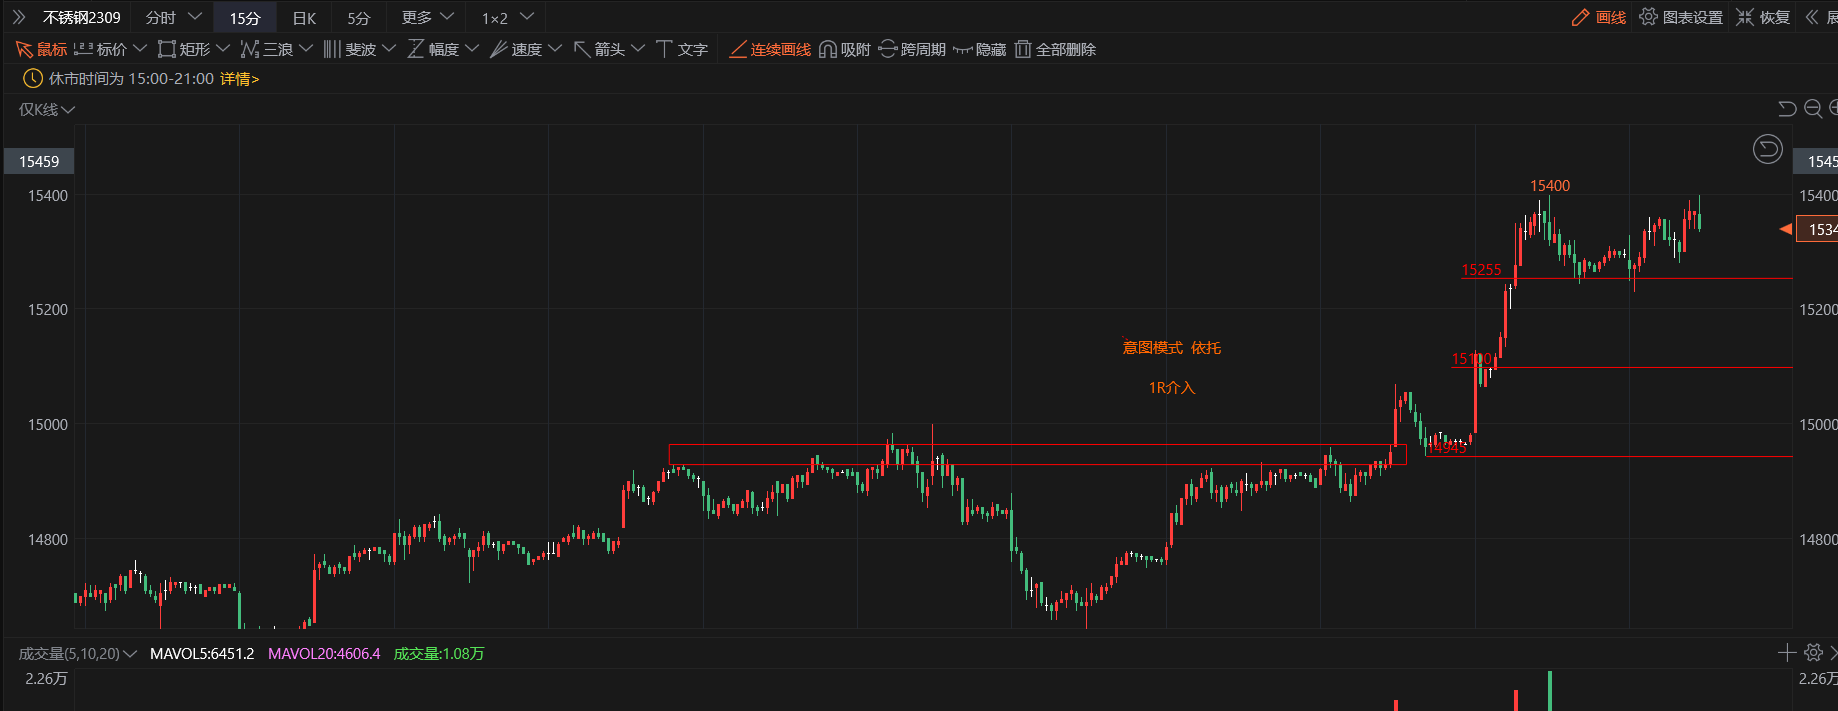 不锈钢2309 分时 15分 日K 5分 更多 1×2 画线 图表设置 恢复
鼠标 标价 矩形 三浪 斐波 幅度 速度 箭头 文字 连续画线 吸附 跨周期 隐藏 全部删除
休市时间为 15:00-21:00 详情>
仅K线
15459
15400 15400 15400
15255
15200 15200
意图模式 依托
15100
1R介入
15000 15000
14945
14800 14800
成交量(5,10,20) MAVOL5:6451.2 MAVOL20:4606.4 成交量:1.08万
2.26万 2.26万